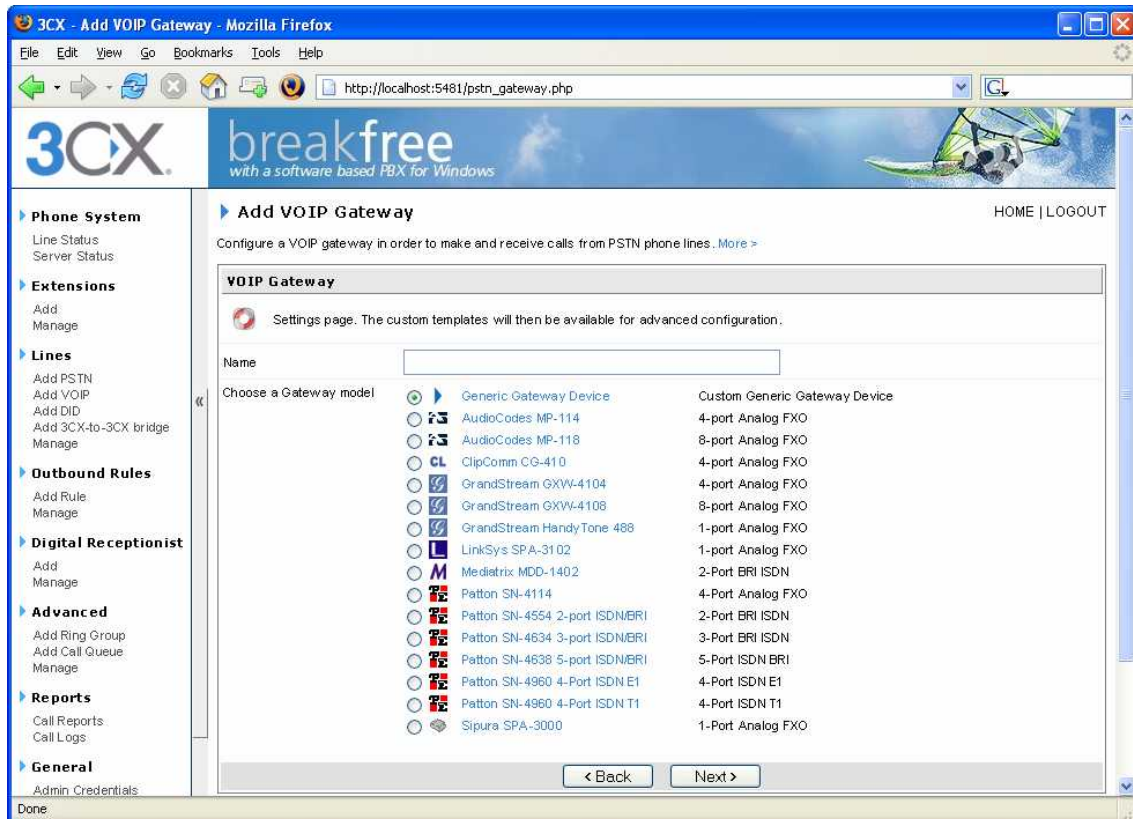 3CX - Add VOIP Gateway - Mozilla Firefox
File Edit View Go Bookmarks Tools Help
http://localhost:5481/pstn_gateway.php
G
3CX.
breakfree
with a software based PBX for Windows
Phone System
Line Status
Server Status
Extensions
Add
Manage
Lines
Add PSTN
Add VOIP
Add DID
Add 3CX-to-3CX bridge
Manage
Outbound Rules
Add Rule
Manage
Digital Receptionist
Add
Manage
Advanced
Add Ring Group
Add Call Queue
Manage
Reports
Call Reports
Call Logs
General
Admin Credentials
«
Add VOIP Gateway
HOME | LOGOUT
Configure a VOIP gateway in order to make and receive calls from PSTN phone lines. More >
VOIP Gateway
Settings page. The custom templates will then be available for advanced configuration.
Name
Choose a Gateway model
Generic Gateway Device Custom Generic Gateway Device
AudioCodes MP-114 4-port Analog FXO
AudioCodes MP-118 8-port Analog FXO
CL ClipComm CG-410 4-port Analog FXO
GrandStream GXW-4104 4-port Analog FXO
GrandStream GXW-4108 8-port Analog FXO
GrandStream HandyTone 488 1-port Analog FXO
L LinkSys SPA-3102 1-port Analog FXO
M Mediatrix MDD-1402 2-Port BRI ISDN
Patton SN-4114 4-Port Analog FXO
Patton SN-4554 2-port ISDN/BRI 2-Port BRI ISDN
Patton SN-4634 3-port ISDN/BRI 3-Port BRI ISDN
Patton SN-4638 5-port ISDN/BRI 5-Port ISDN BRI
Patton SN-4960 4-Port ISDN E1 4-Port ISDN E1
Patton SN-4960 4-Port ISDN T1 4-Port ISDN T1
Sipura SPA-3000 1-Port Analog FXO
< Back Next >
Done